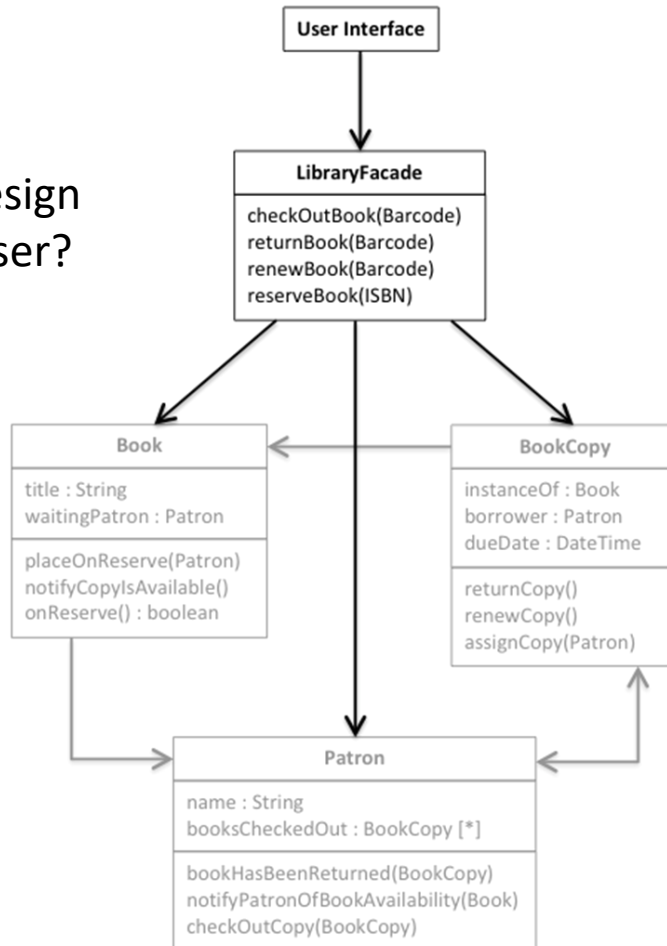 User Interface
esign
ser?
LibraryFacade
checkOutBook(Barcode)
returnBook(Barcode)
renewBook(Barcode)
reserveBook(ISBN)
Book
title : String
waitingPatron : Patron
placeOnReserve(Patron)
notifyCopyIsAvailable()
onReserve() : boolean
BookCopy
instanceOf : Book
borrower : Patron
dueDate : DateTime
returnCopy()
renewCopy()
assignCopy(Patron)
Patron
name : String
booksCheckedOut : BookCopy [*]
bookHasBeenReturned(BookCopy)
notifyPatronOfBookAvailability(Book)
checkOutCopy(BookCopy)